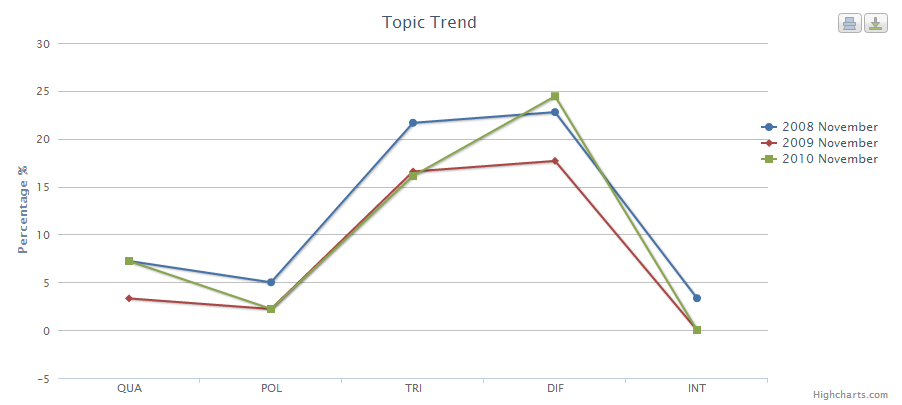 Topic Trend
30
25
20
15
10
5
0
−5
Percentage %
QUA POL TRI DIF INT
2008 November
2009 November
2010 November
Highcharts.com